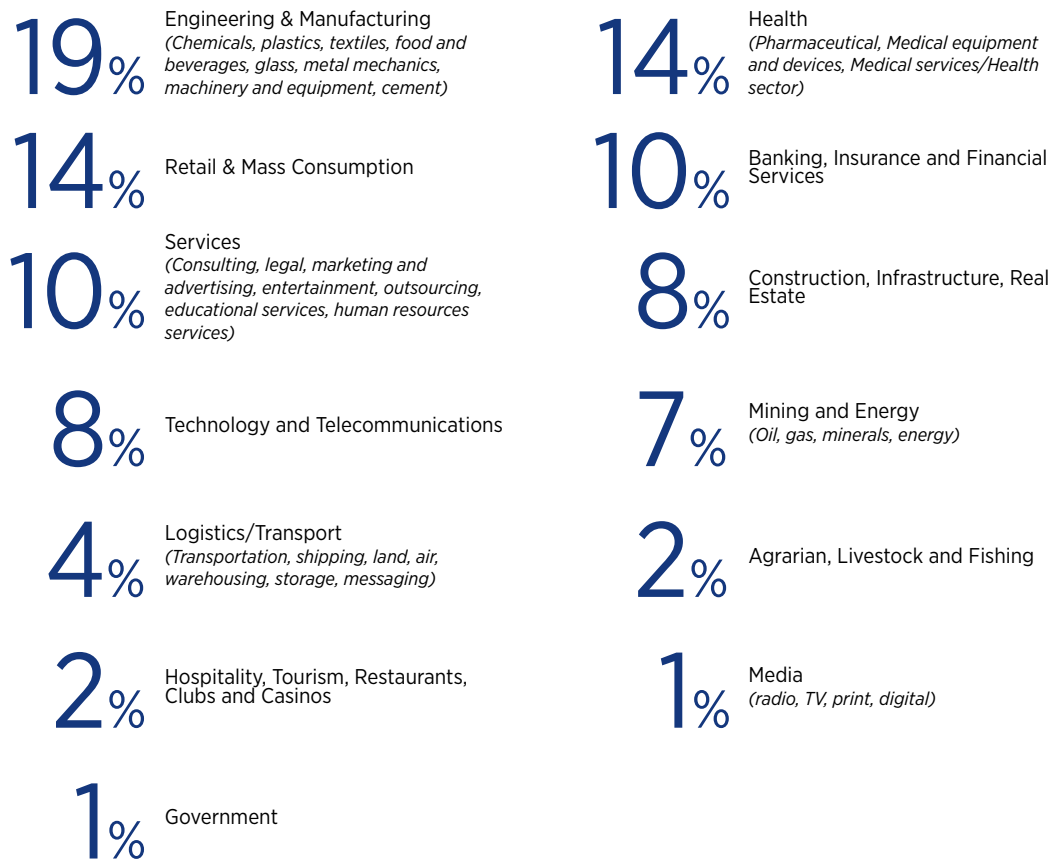 19%
Engineering & Manufacturing
(Chemicals, plastics, textiles, food and
beverages, glass, metal mechanics,
machinery and equipment, cement)
14%
Health
(Pharmaceutical, Medical equipment
and devices, Medical services/Health
sector)
14%
Retail & Mass Consumption
10%
Banking, Insurance and Financial
Services
10%
Services
(Consulting, legal, marketing and
advertising, entertainment, outsourcing,
educational services, human resources
services)
8%
Construction, Infrastructure, Real
Estate
8%
Technology and Telecommunications
7%
Mining and Energy
(Oil, gas, minerals, energy)
4%
Logistics/Transport
(Transportation, shipping, land, air,
warehousing, storage, messaging)
2%
Agrarian, Livestock and Fishing
2%
Hospitality, Tourism, Restaurants,
Clubs and Casinos
1%
Media
(radio, TV, print, digital)
1%
Government